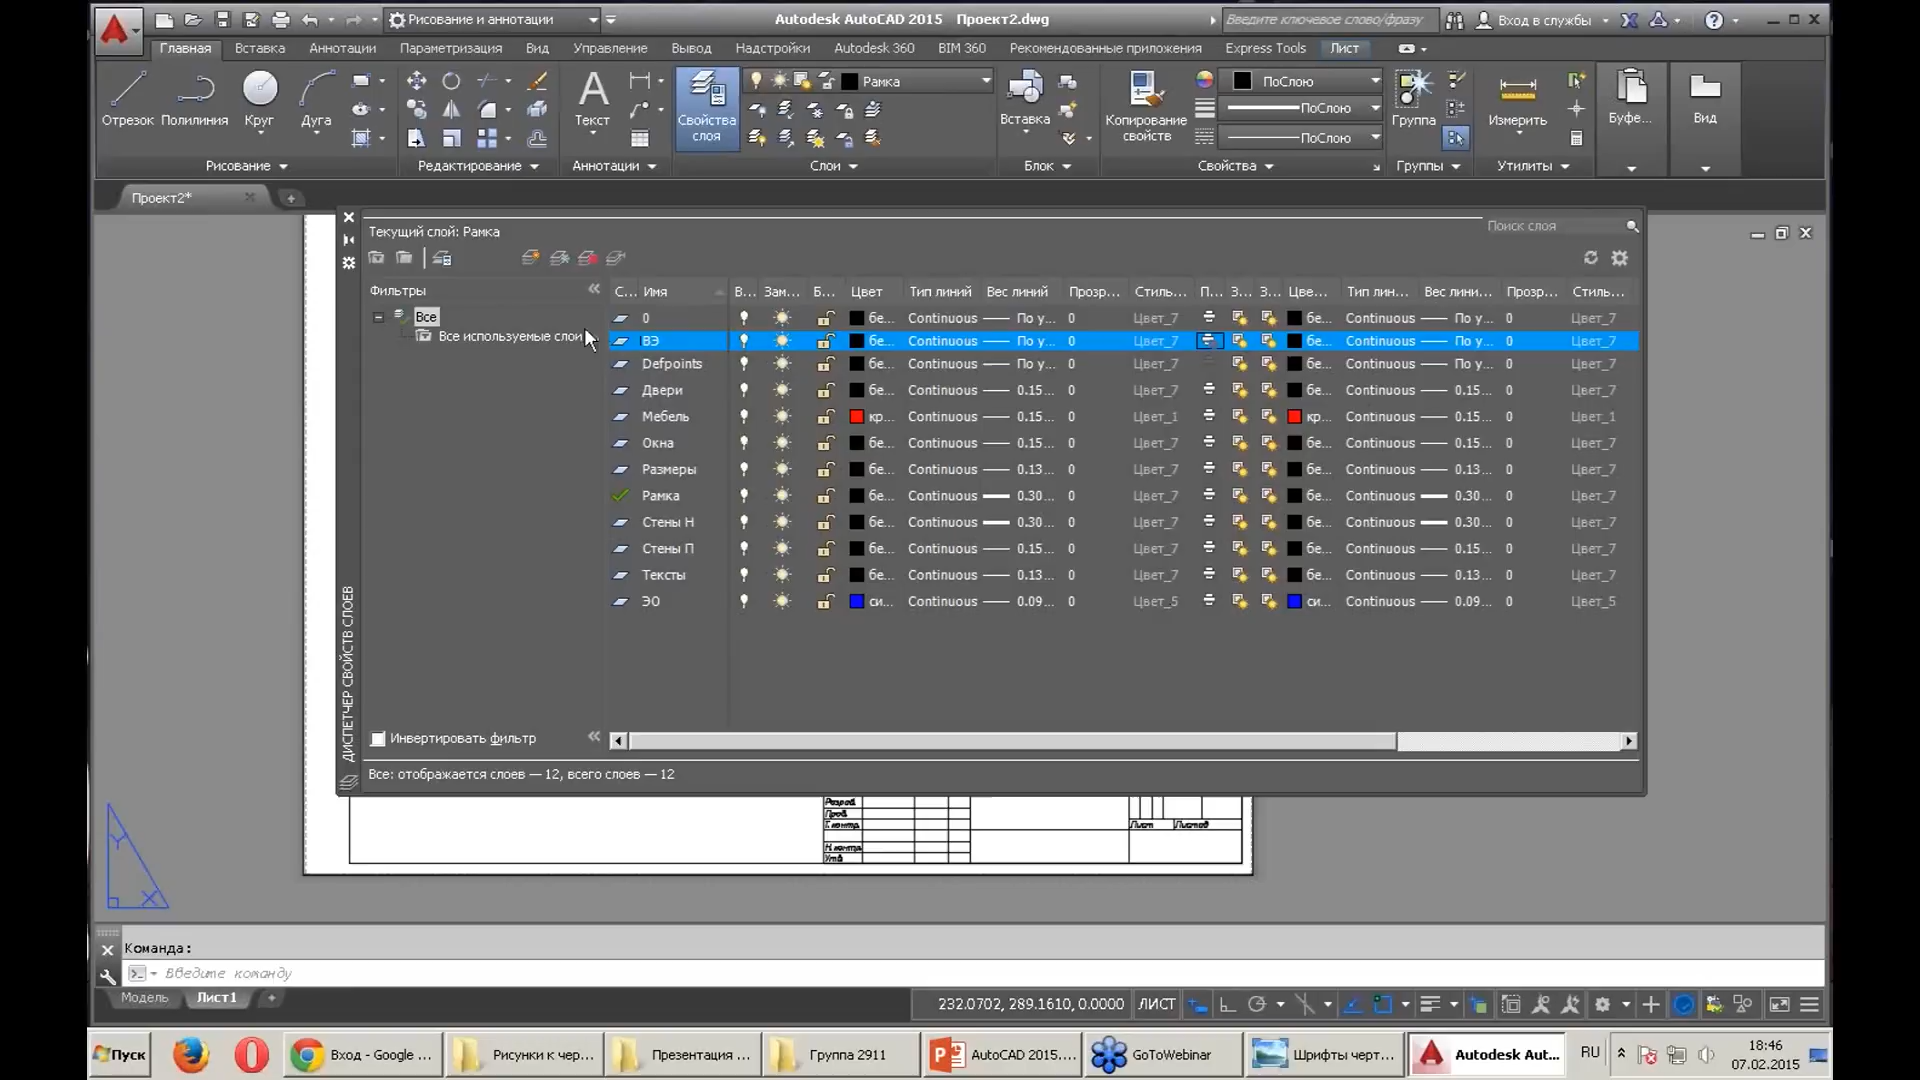 Рисование и аннотации
Autodesk AutoCAD 2015 Проект2.dwg
Введите ключевое слово/фразу
Вход в службы
Главная Вставка Аннотации Параметризация Вид Управление Вывод Надстройки Autodesk 360 BIM 360 Рекомендованные приложения Express Tools Лист
Отрезок Полилиния Круг Дуга
Рисование
Редактирование
Текст
Аннотации
Свойства слоя
Рамка
Слои
Вставка
Блок
Копирование свойств
ПоСлою
ПоСлою
ПоСлою
Свойства
Группа
Группы
Измерить
Утилиты
Буфе...
Вид
Проект2*
Текущий слой: Рамка
Поиск слоя
Фильтры
Все
Все используемые слои
С... Имя В... Зам... Б... Цвет Тип линий Вес линий Прозр... Стиль... П... З... З... Цве... Тип лин... Вес лини... Прозр... Стиль...
0 бе... Continuous По у... 0 Цвет_7 бе... Continuous По у... 0 Цвет_7
ВЭ бе... Continuous По у... 0 Цвет_7 бе... Continuous По у... 0 Цвет_7
Defpoints бе... Continuous По у... 0 Цвет_7 бе... Continuous По у... 0 Цвет_7
Двери бе... Continuous 0.15... 0 Цвет_7 бе... Continuous 0.15... 0 Цвет_7
Мебель кр... Continuous 0.15... 0 Цвет_1 кр... Continuous 0.15... 0 Цвет_1
Окна бе... Continuous 0.15... 0 Цвет_7 бе... Continuous 0.15... 0 Цвет_7
Размеры бе... Continuous 0.13... 0 Цвет_7 бе... Continuous 0.13... 0 Цвет_7
Рамка бе... Continuous 0.30... 0 Цвет_7 бе... Continuous 0.30... 0 Цвет_7
Стены Н бе... Continuous 0.30... 0 Цвет_7 бе... Continuous 0.30... 0 Цвет_7
Стены П бе... Continuous 0.15... 0 Цвет_7 бе... Continuous 0.15... 0 Цвет_7
Тексты бе... Continuous 0.13... 0 Цвет_7 бе... Continuous 0.13... 0 Цвет_7
ЭО си... Continuous 0.09... 0 Цвет_5 си... Continuous 0.09... 0 Цвет_5
ДИСПЕТЧЕР СВОЙСТВ СЛОЕВ
Инвертировать фильтр
Все: отображается слоев — 12, всего слоев — 12
Разраб.
Пров.
Т. контр.
Лист Листов
Н. контр.
Утв.
Y
X
Команда:
Введите команду
Модель Лист1
232.0702, 289.1610, 0.0000 ЛИСТ
Пуск
Вход - Google ...
Рисунки к чер...
Презентация ...
Группа 2911
AutoCAD 2015....
GoToWebinar
Шрифты черт...
Autodesk Aut...
RU
18:46
07.02.2015